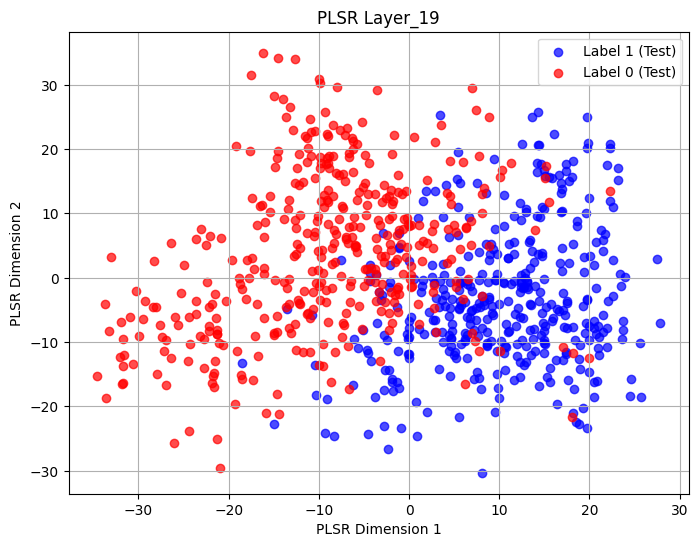 PLSR Layer_19
Label 1 (Test)
Label 0 (Test)
PLSR Dimension 2
30
20
10
0
−10
−20
−30
−30
−20
−10
0
10
20
30
PLSR Dimension 1